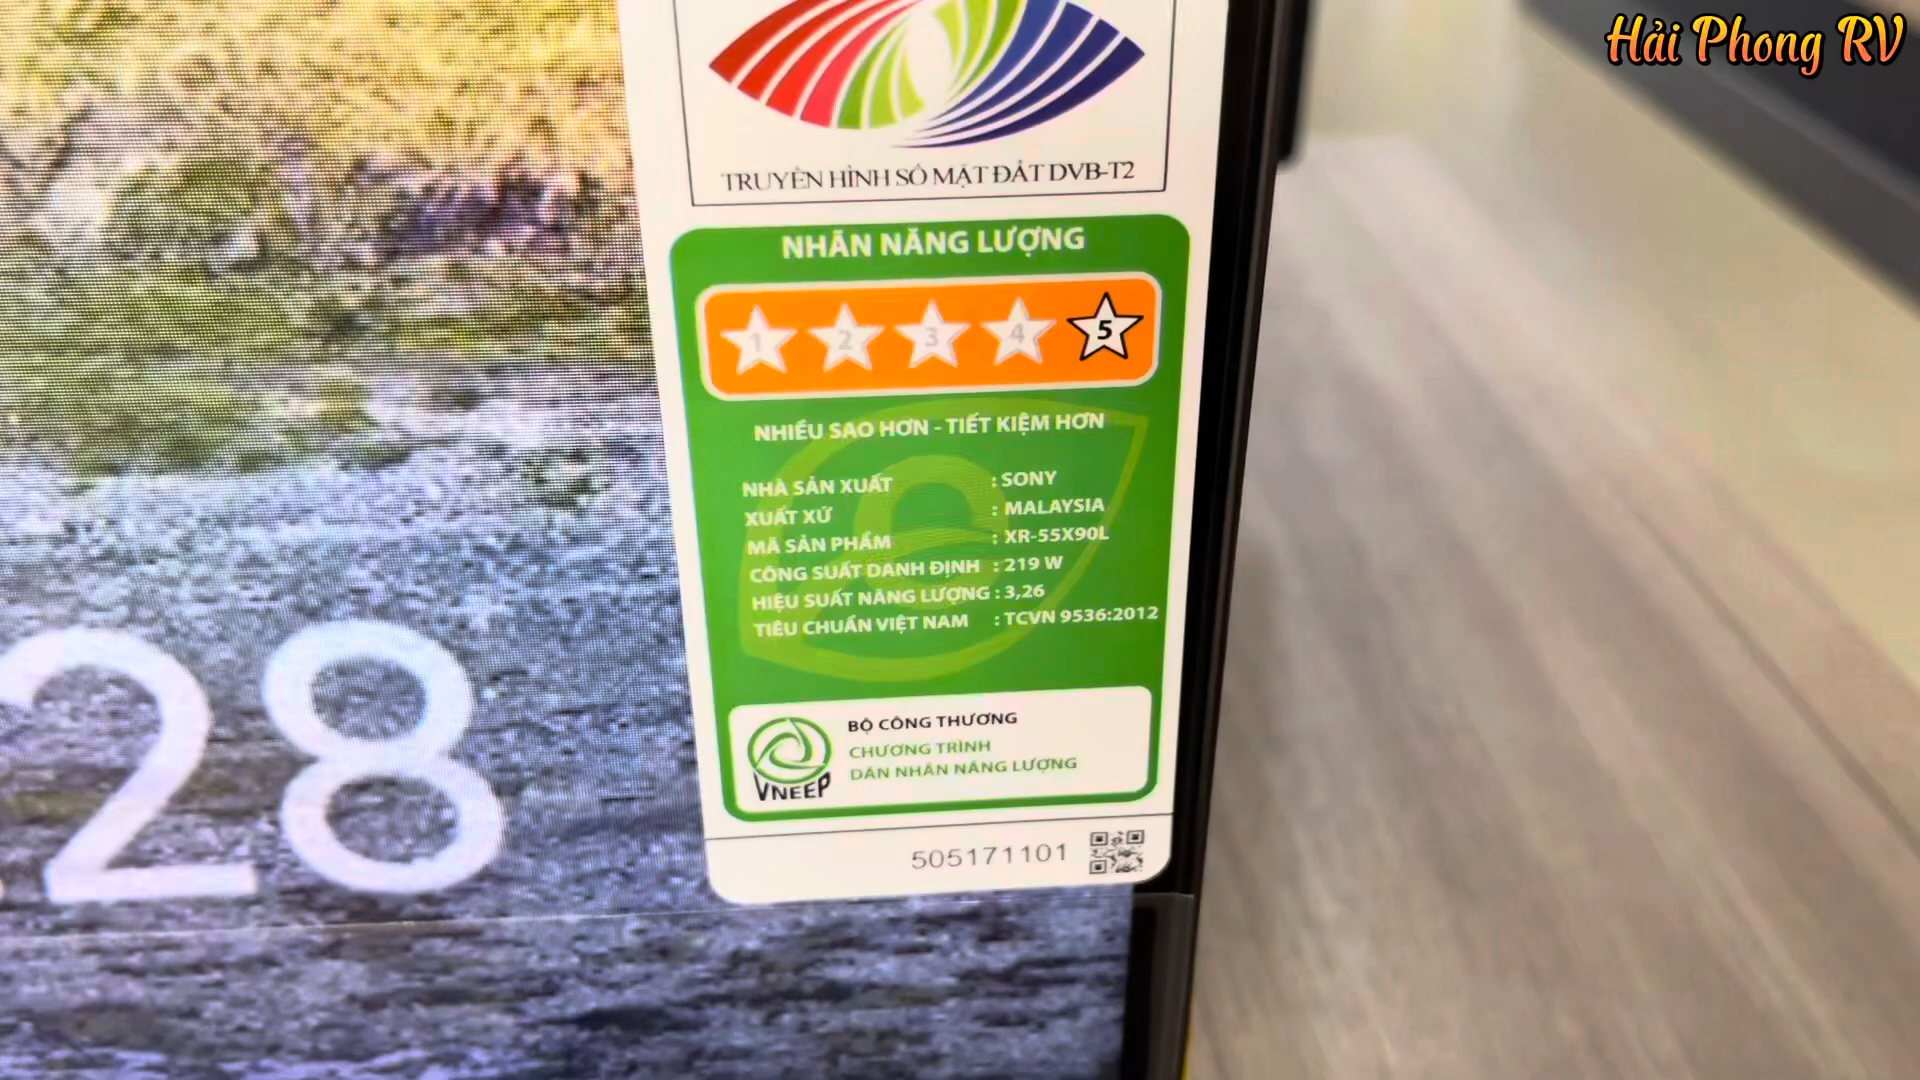 Hải Phong RV
TRUYỀN HÌNH SỐ MẶT ĐẤT DVB-T2
NHÃN NĂNG LƯỢNG
1 2 3 4 5
NHIỀU SAO HƠN - TIẾT KIỆM HƠN
NHÀ SẢN XUẤT : SONY
XUẤT XỨ : MALAYSIA
MÃ SẢN PHẨM : XR-55X90L
CÔNG SUẤT DANH ĐỊNH : 219 W
HIỆU SUẤT NĂNG LƯỢNG : 3,26
TIÊU CHUẨN VIỆT NAM : TCVN 9536:2012
BỘ CÔNG THƯƠNG
CHƯƠNG TRÌNH
DÁN NHÃN NĂNG LƯỢNG
VNEEP
505171101
28